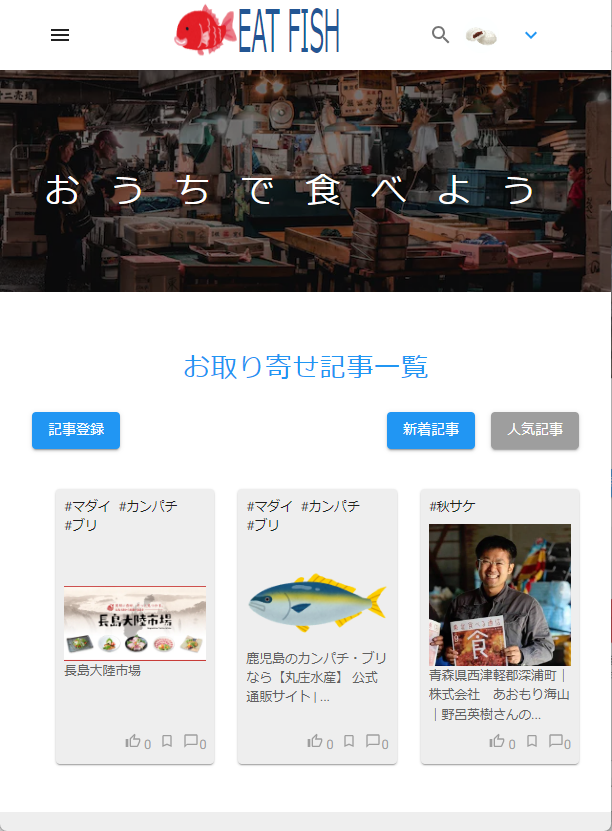 EAT FISH
おうちで食べよう
お取り寄せ記事一覧
記事登録
新着記事
人気記事
#マダイ #カンパチ
#ブリ
長島大陸市場
長島大陸市場
0
0
#マダイ #カンパチ
#ブリ
鹿児島のカンパチ・ブリ
なら【丸庄水産】 公式
通販サイト | ...
0
0
#秋サケ
食
青森県西津軽郡深浦町｜
株式会社　あおもり海山
｜野呂英樹さんの...
0
0